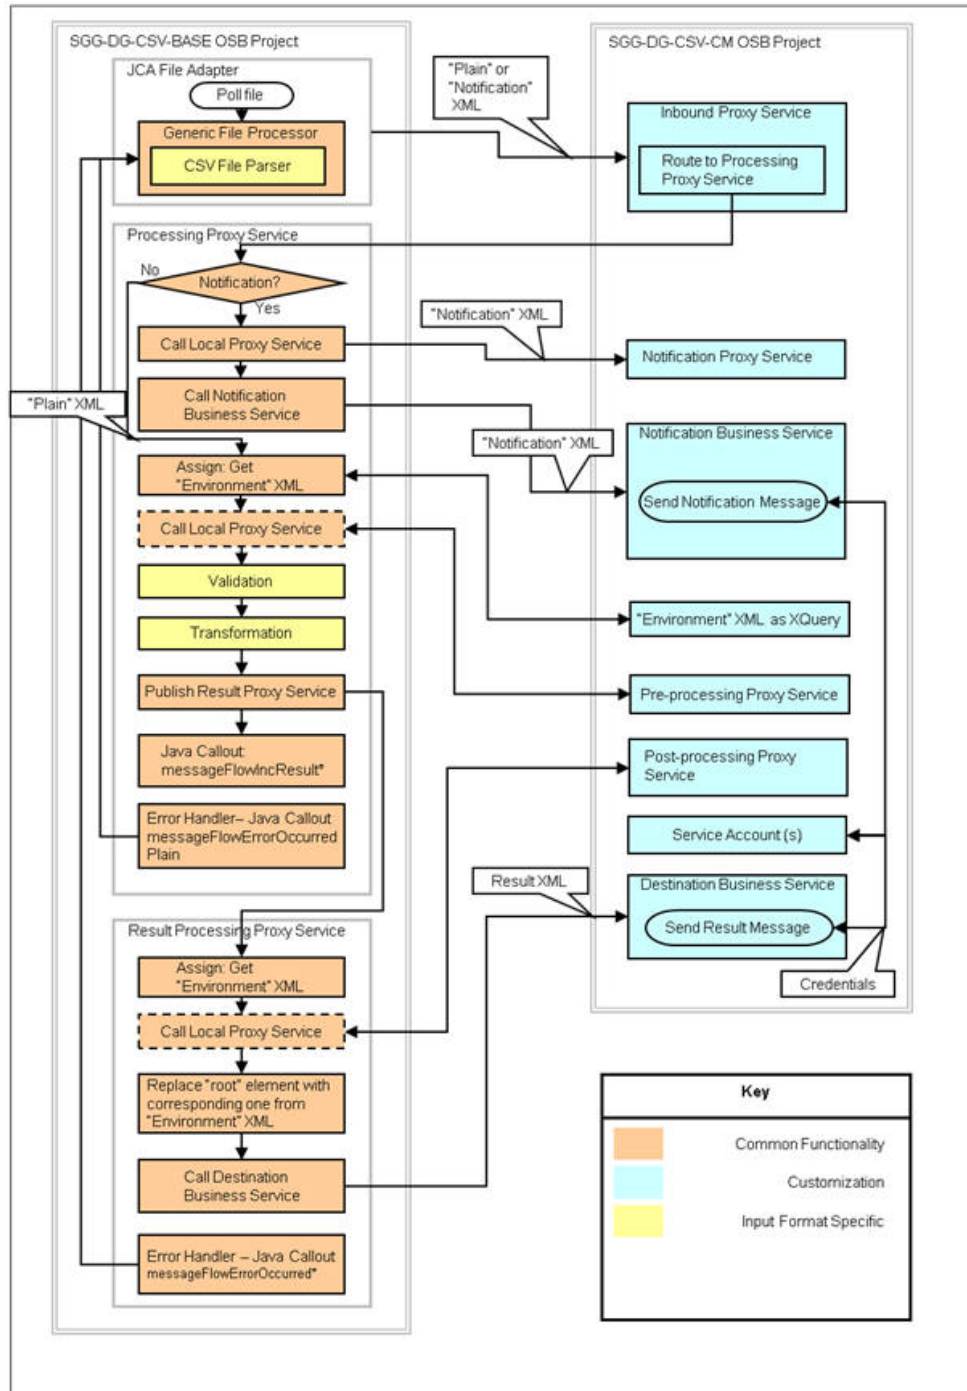 SGG-DG-CSV-BASE OSB Project
JCA File Adapter
Poll file
Generic File Processor
CSV File Parser
"Plain" or
"Notification"
XML
SGG-DG-CSV-CM OSB Project
Inbound Proxy Service
Route to Processing
Proxy Service
Processing Proxy Service
No
Notification?
Yes
Call Local Proxy Service
"Notification" XML
Notification Proxy Service
Call Notification
Business Service
"Plain" XML
"Notification" XML
Notification Business Service
Send Notification Message
Assign: Get
"Environment" XML
Call Local Proxy Service
Validation
Transformation
"Environment" XML as XQuery
Publish Result Proxy Service
Pre-processing Proxy Service
Java Callout:
messageFlowIncResult*
Post-processing Proxy
Service
Error Handler– Java Callout
messageFlowErrorOccurred
Plain
Service Account (s)
Result XML
Destination Business Service
Send Result Message
Credentials
Result Processing Proxy Service
Assign: Get
"Environment" XML
Call Local Proxy Service
Replace "root" element with
corresponding one from
"Environment" XML
Call Destination
Business Service
Error Handler – Java Callout
messageFlowErrorOccurred*
Key
Common Functionality
Customization
Input Format Specific